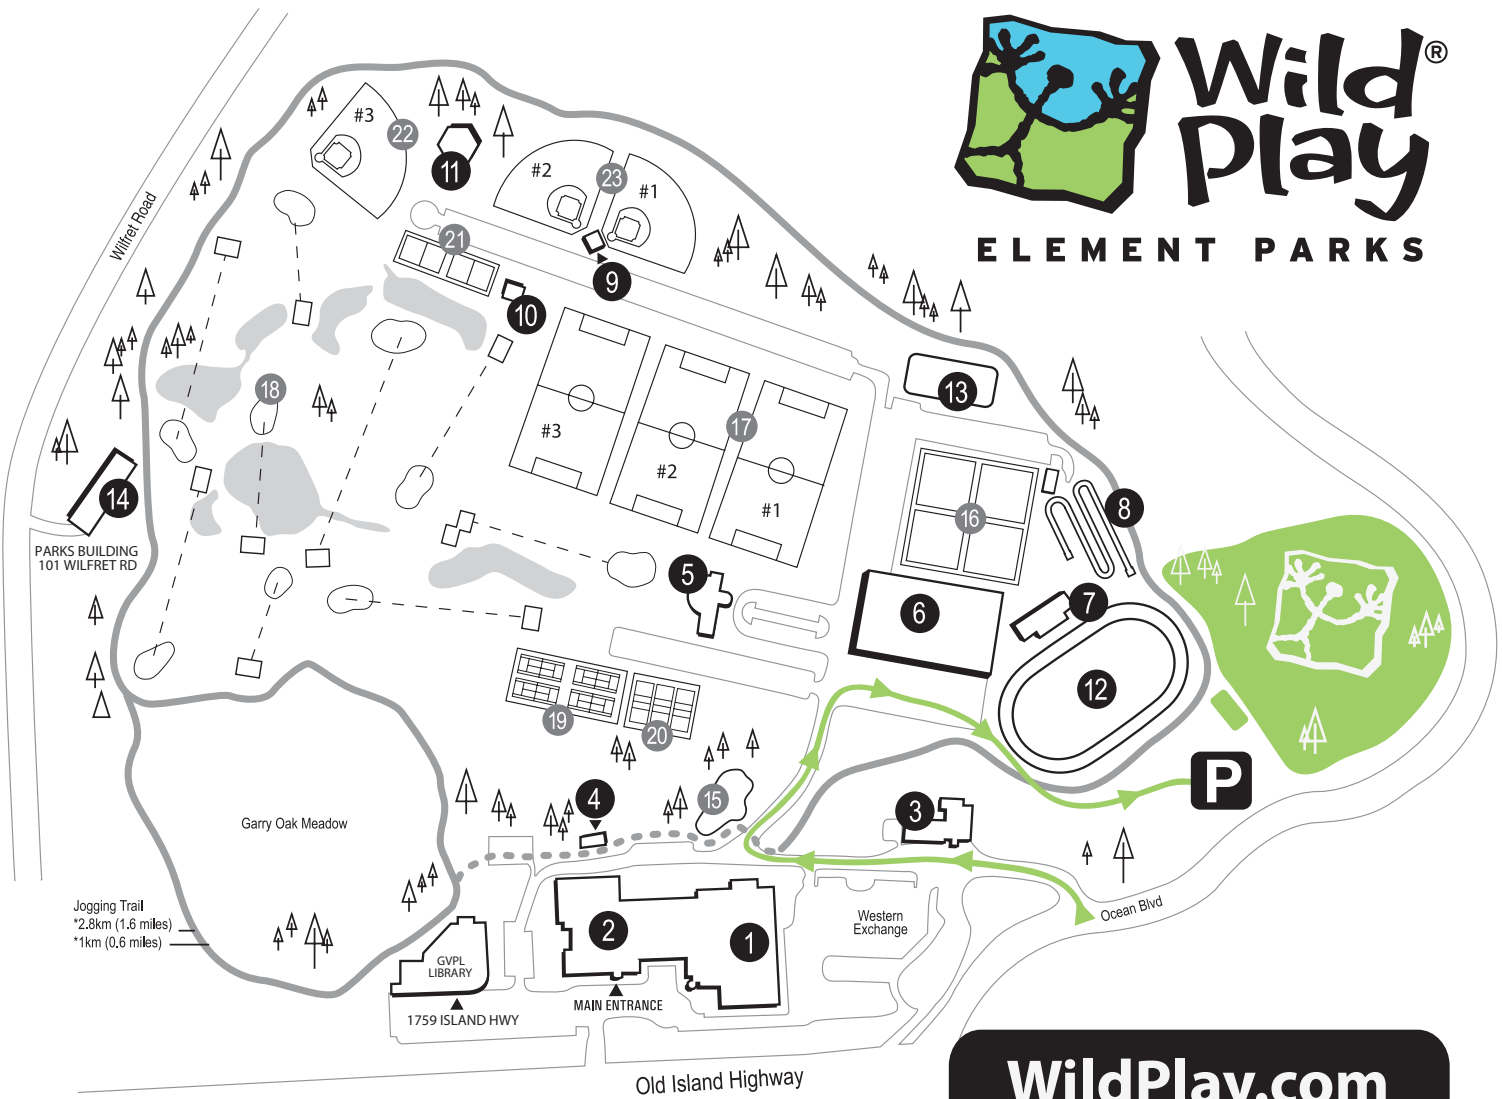 Wild®
Play
ELEMENT PARKS
#3
22
11
#2
23
#1
Wilfret Road
21
9
10
13
18
17
#3
#2
#1
14
PARKS BUILDING
101 WILFRET RD
16
8
5
6
7
12
19
20
P
4
15
3
Garry Oak Meadow
Jogging Trail
*2.8km (1.6 miles)
*1km (0.6 miles)
Ocean Blvd
Western
Exchange
2
1
GVPL
LIBRARY
MAIN ENTRANCE
1759 ISLAND HWY
Old Island Highway
WildPlay.com